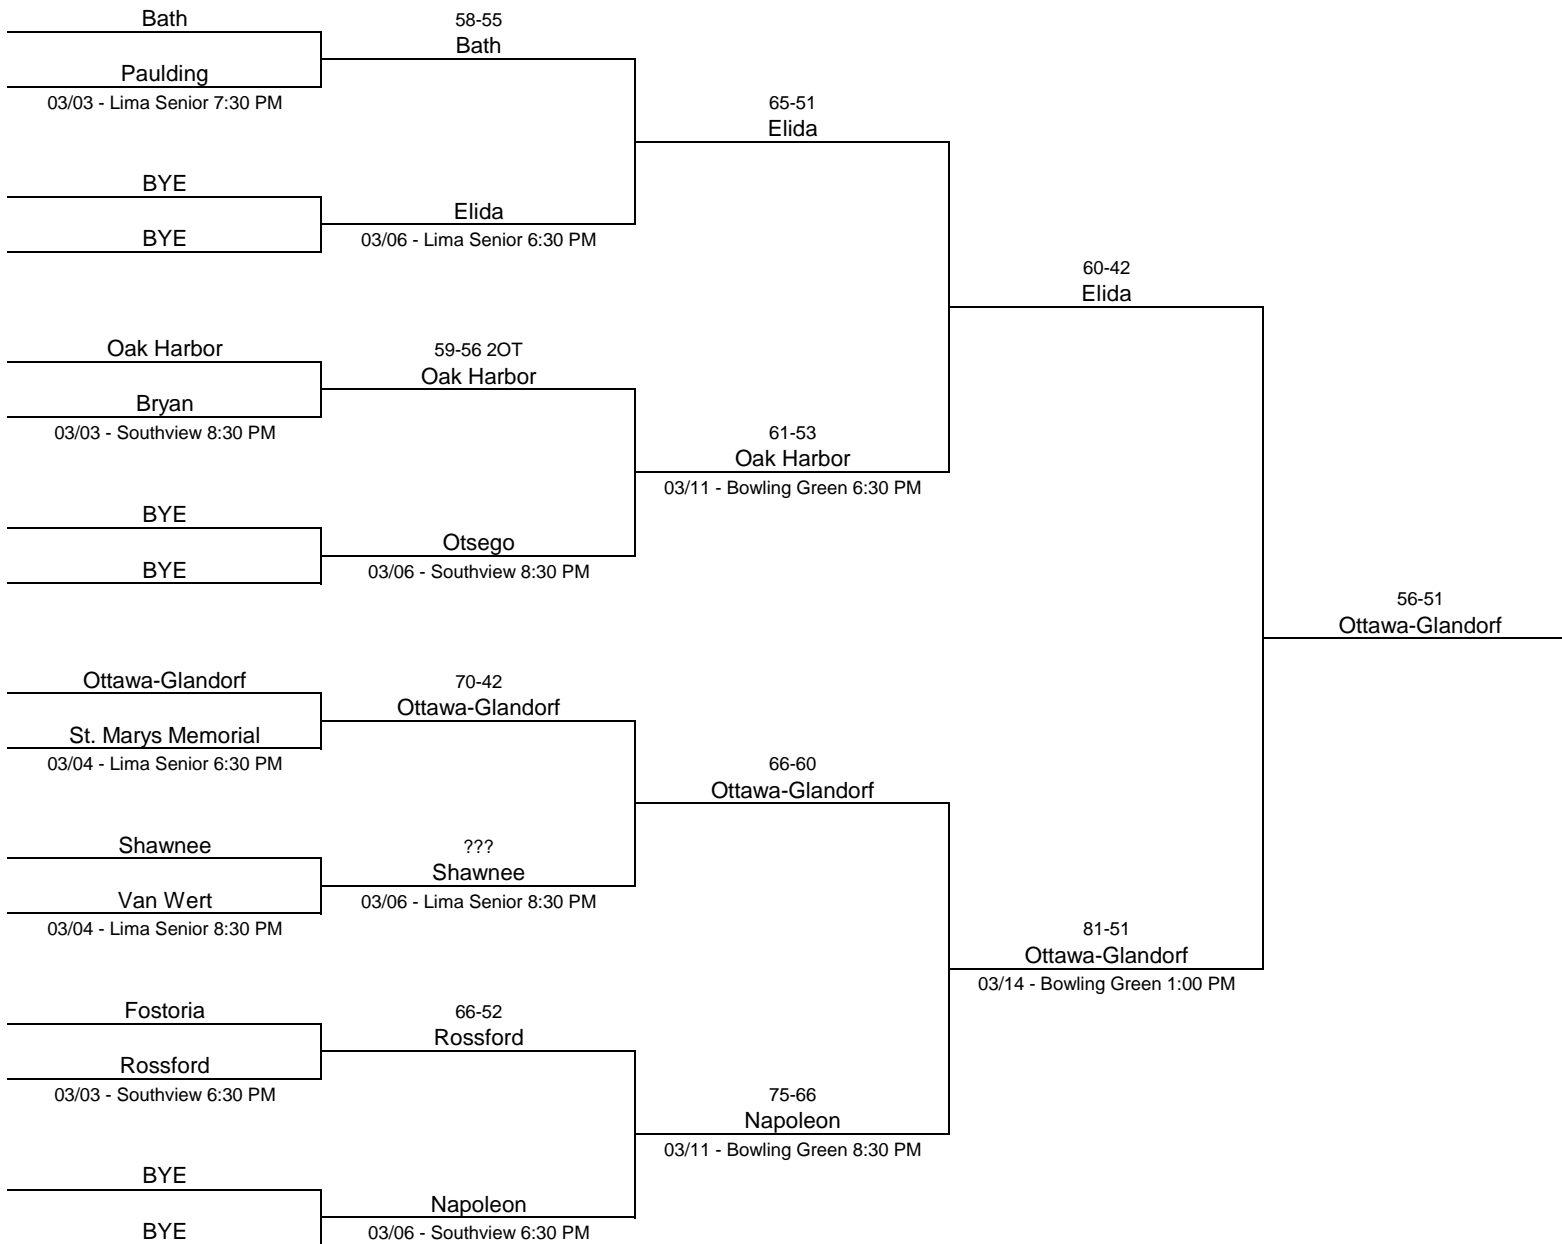 Bath
Paulding
03/03 - Lima Senior 7:30 PM
BYE
BYE
Oak Harbor
Bryan
03/03 - Southview 8:30 PM
BYE
BYE
Ottawa-Glandorf
St. Marys Memorial
03/04 - Lima Senior 6:30 PM
Shawnee
Van Wert
03/04 - Lima Senior 8:30 PM
Fostoria
Rossford
03/03 - Southview 6:30 PM
BYE
BYE
58-55
Bath
Elida
03/06 - Lima Senior 6:30 PM
59-56 2OT
Oak Harbor
Otsego
03/06 - Southview 8:30 PM
70-42
Ottawa-Glandorf
???
Shawnee
03/06 - Lima Senior 8:30 PM
66-52
Rossford
Napoleon
03/06 - Southview 6:30 PM
65-51
Elida
61-53
Oak Harbor
03/11 - Bowling Green 6:30 PM
66-60
Ottawa-Glandorf
75-66
Napoleon
03/11 - Bowling Green 8:30 PM
60-42
Elida
81-51
Ottawa-Glandorf
03/14 - Bowling Green 1:00 PM
56-51
Ottawa-Glandorf